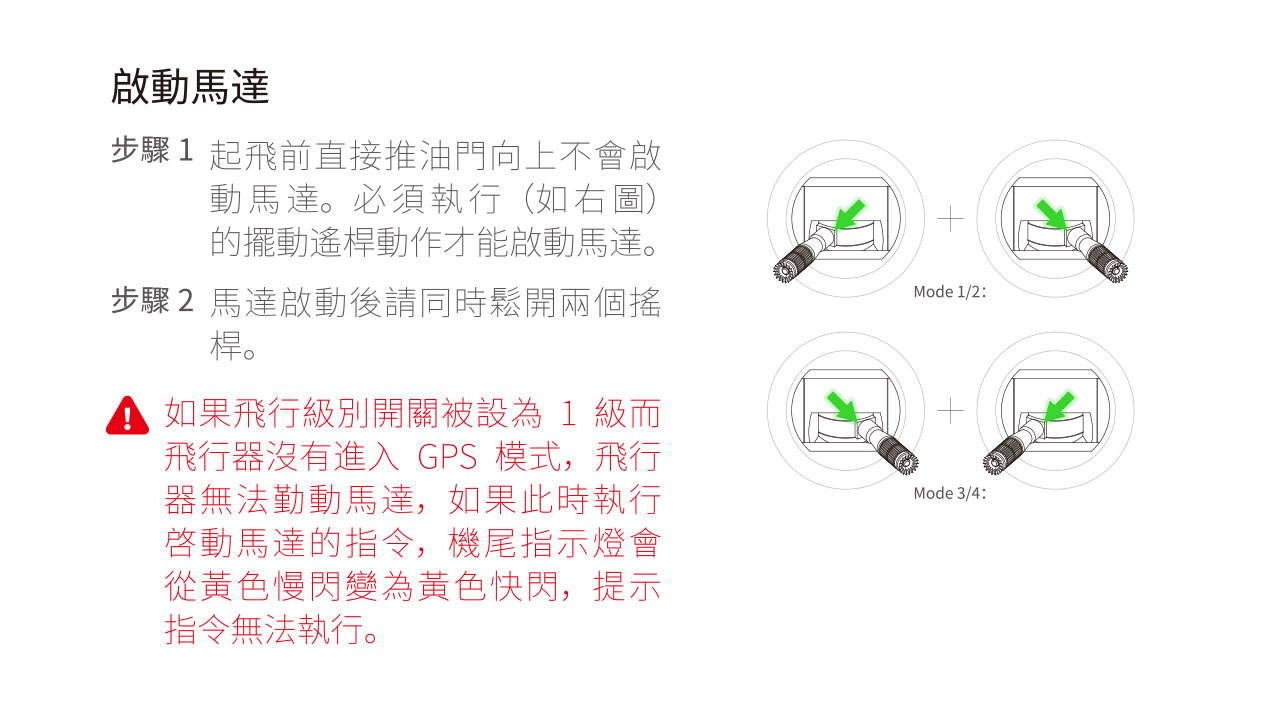 啟動馬達
步驟 1 起飛前直接推油門向上不會啟
動馬達。必須執行（如右圖）
的擺動遙桿動作才能啟動馬達。
步驟 2 馬達啟動後請同時鬆開兩個搖
桿。
如果飛行級別開關被設為 1 級而
飛行器沒有進入 GPS 模式，飛行
器無法勤動馬達，如果此時執行
啓動馬達的指令，機尾指示燈會
從黃色慢閃變為黃色快閃，提示
指令無法執行。
Mode 1/2：
Mode 3/4：